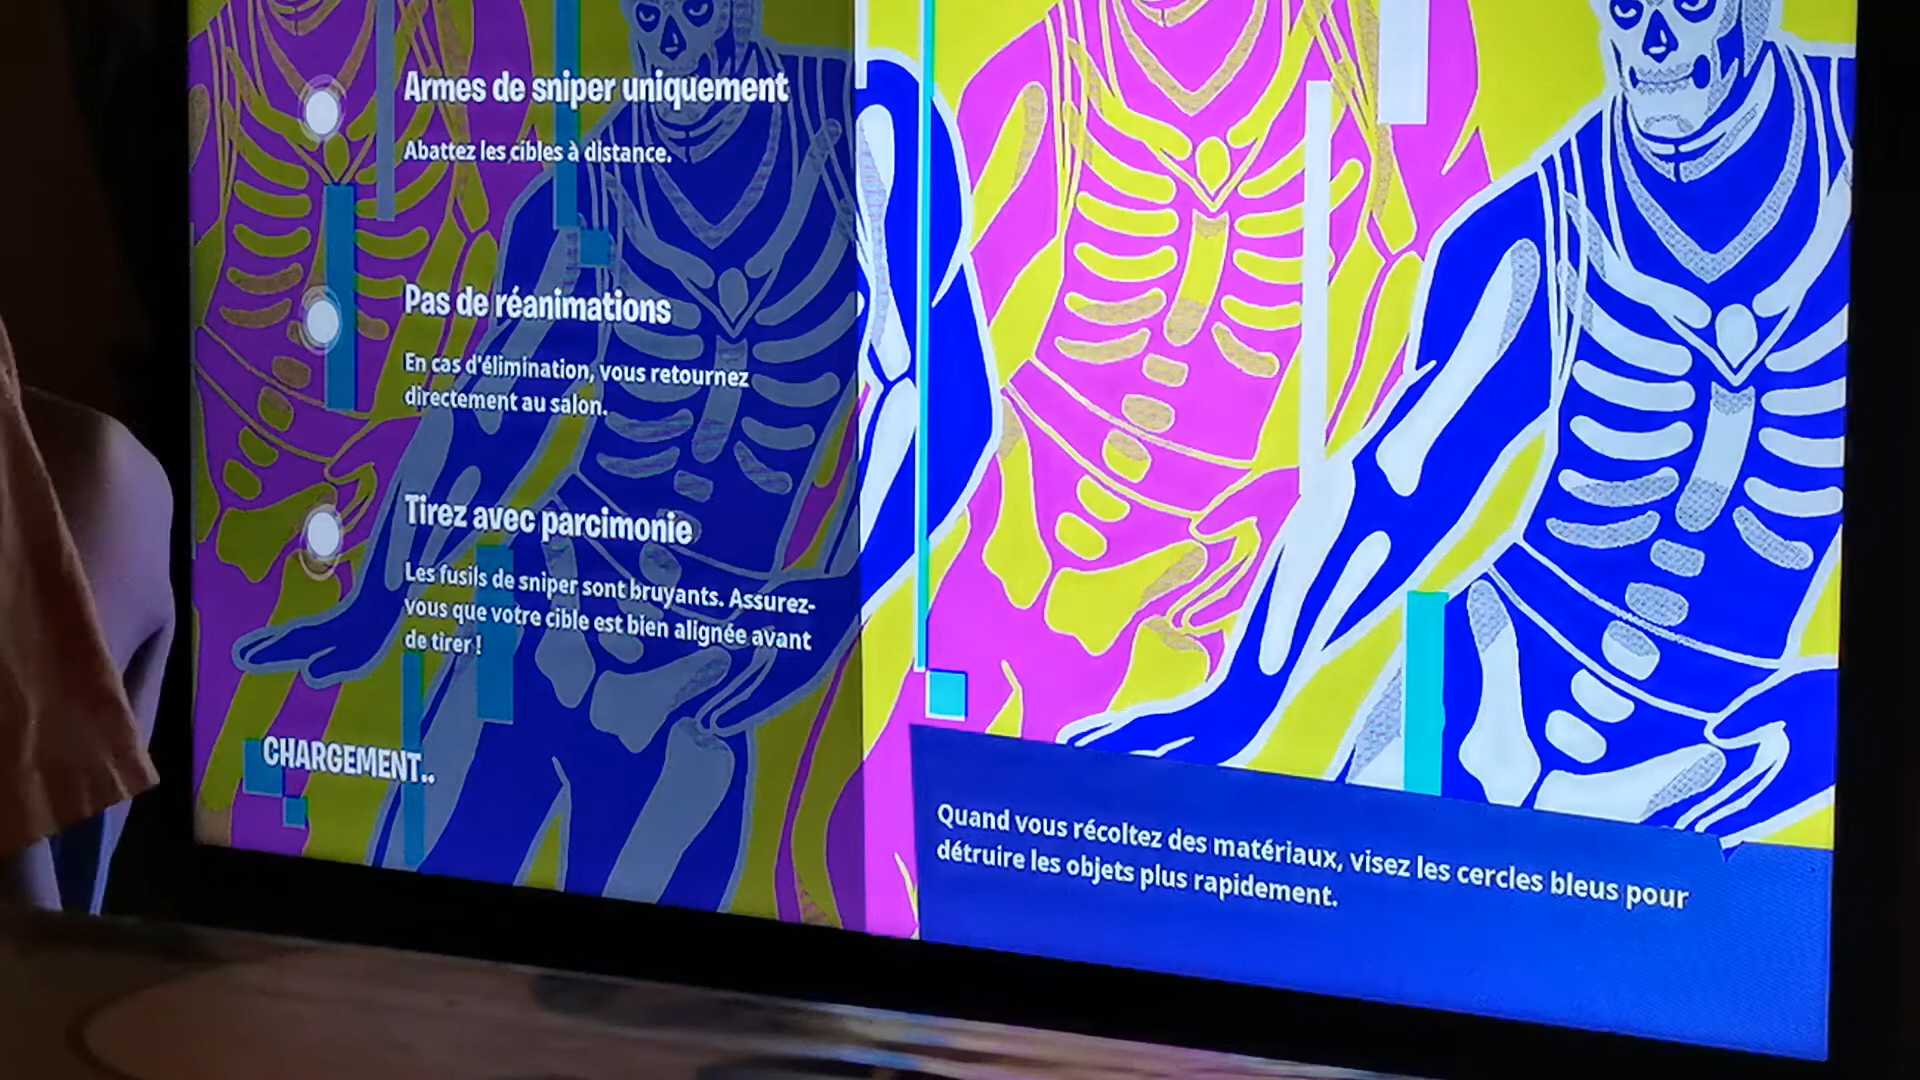 Armes de sniper uniquement
Abattez les cibles à distance.
Pas de réanimations
En cas d'élimination, vous retournez
directement au salon.
Tirez avec parcimonie
Les fusils de sniper sont bruyants. Assurez-
vous que votre cible est bien alignée avant
de tirer !
CHARGEMENT..
Quand vous récoltez des matériaux, visez les cercles bleus pour
détruire les objets plus rapidement.